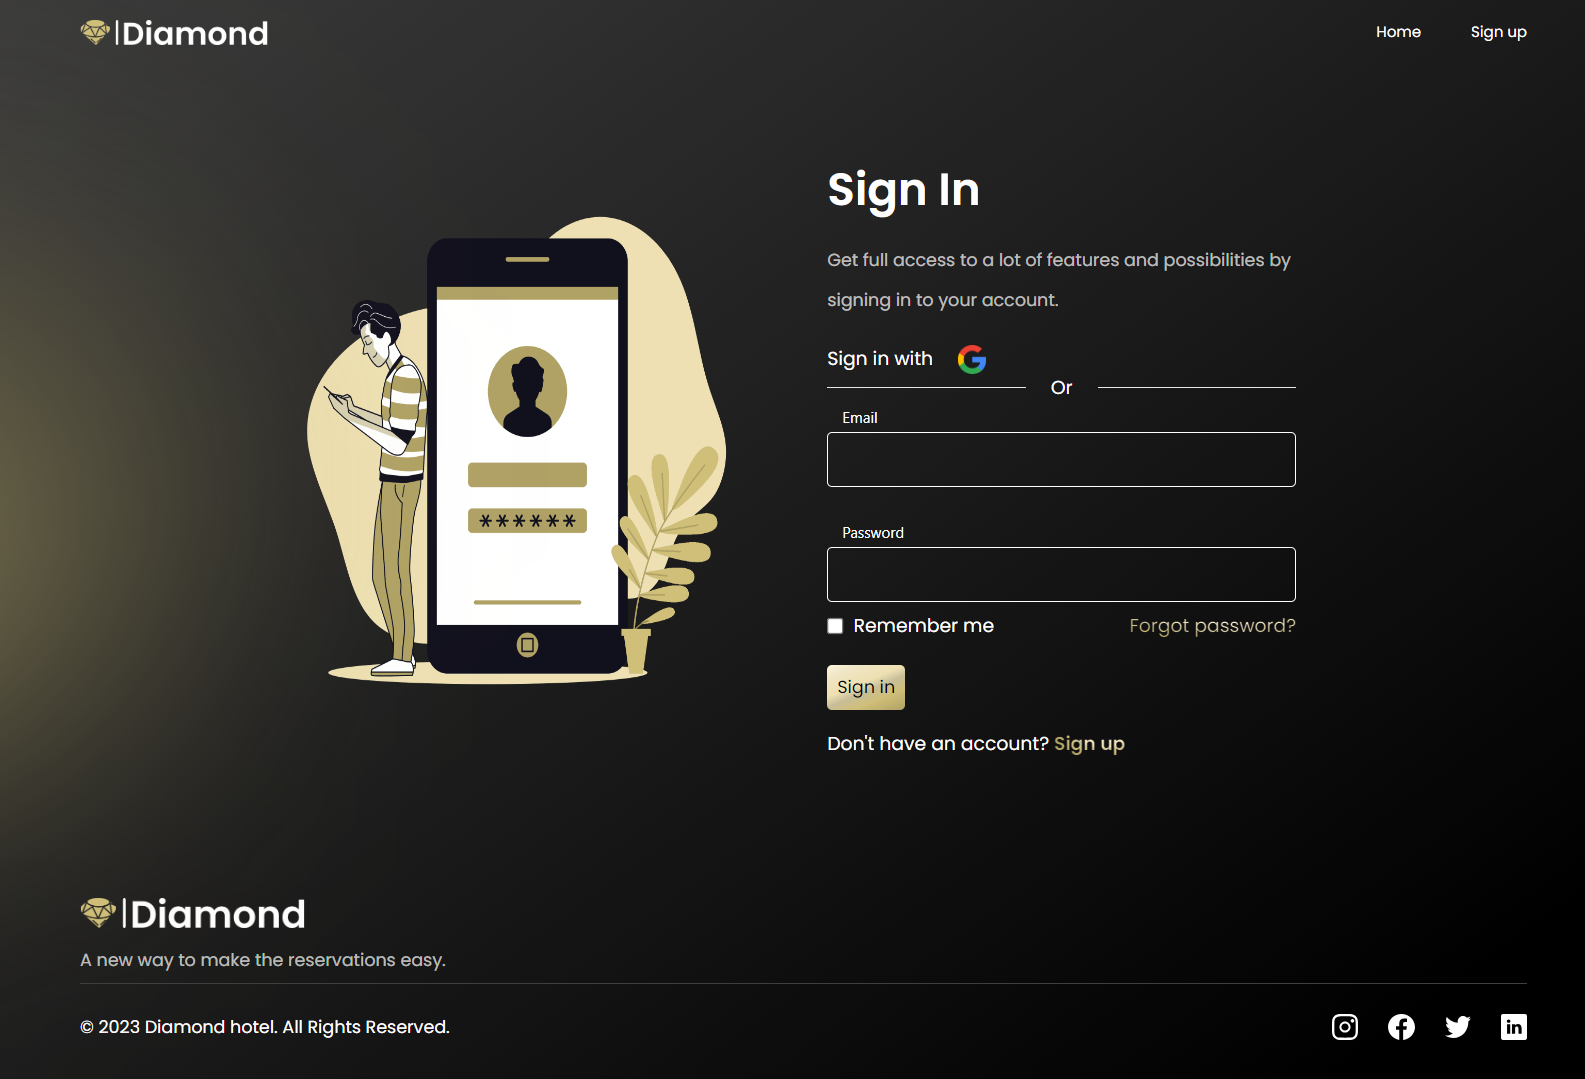 |Diamond
Home
Sign up
Sign In
Get full access to a lot of features and possibilities by
signing in to your account.
Sign in with
Or
Email
Password
******
Remember me
Forgot password?
Sign in
Don't have an account? Sign up
|Diamond
A new way to make the reservations easy.
© 2023 Diamond hotel. All Rights Reserved.
in